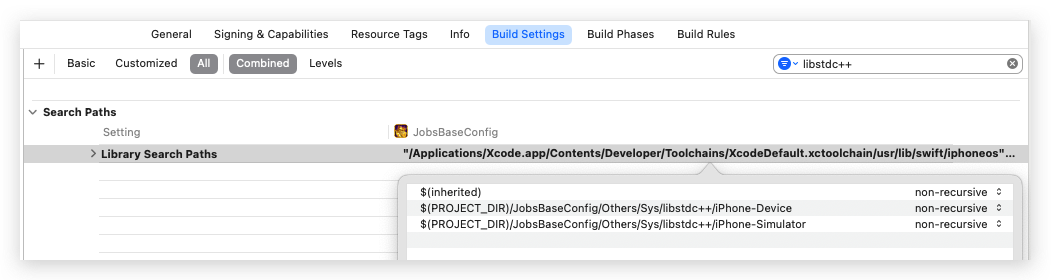 General Signing & Capabilities Resource Tags Info Build Settings Build Phases Build Rules
+ Basic Customized All Combined Levels libstdc++
Search Paths
Setting JobsBaseConfig
Library Search Paths "/Applications/Xcode.app/Contents/Developer/Toolchains/XcodeDefault.xctoolchain/usr/lib/swift/iphoneos"...
$(inherited) non-recursive
$(PROJECT_DIR)/JobsBaseConfig/Others/Sys/libstdc++/iPhone-Device non-recursive
$(PROJECT_DIR)/JobsBaseConfig/Others/Sys/libstdc++/iPhone-Simulator non-recursive